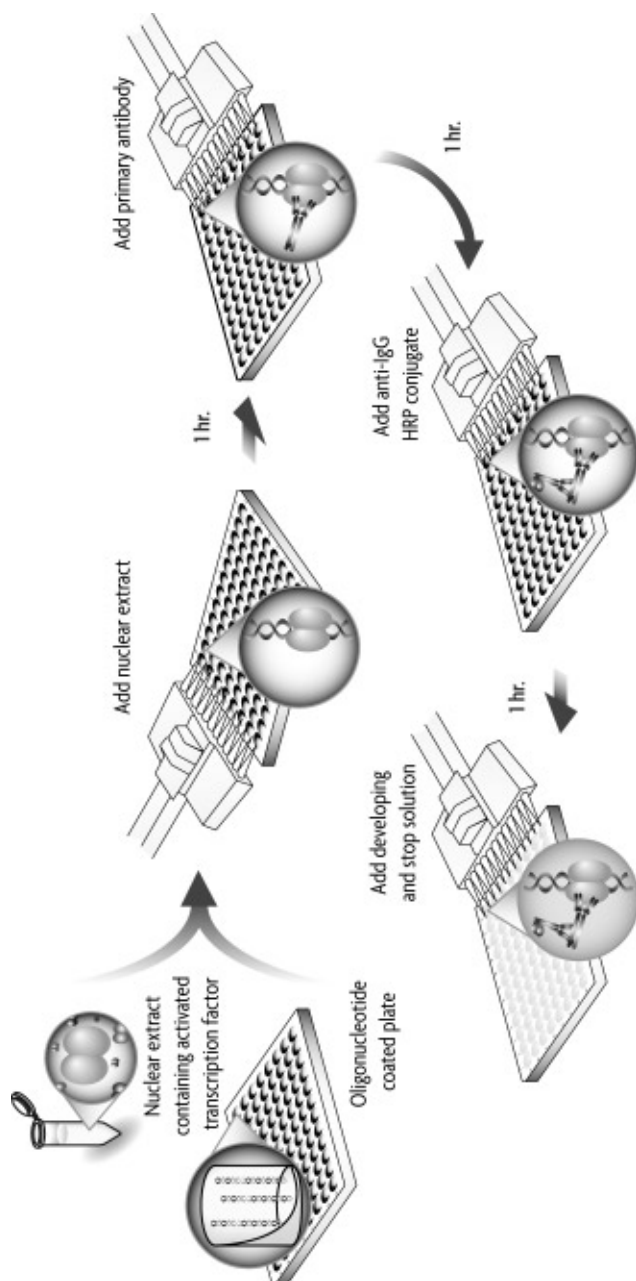 Nuclear extract
containing activated
transcription factor
Oligonucleotide
coated plate
Add nuclear extract
1 hr.
Add primary antibody
1 hr.
Add anti-IgG
HRP conjugate
1 hr.
Add developing
and stop solution